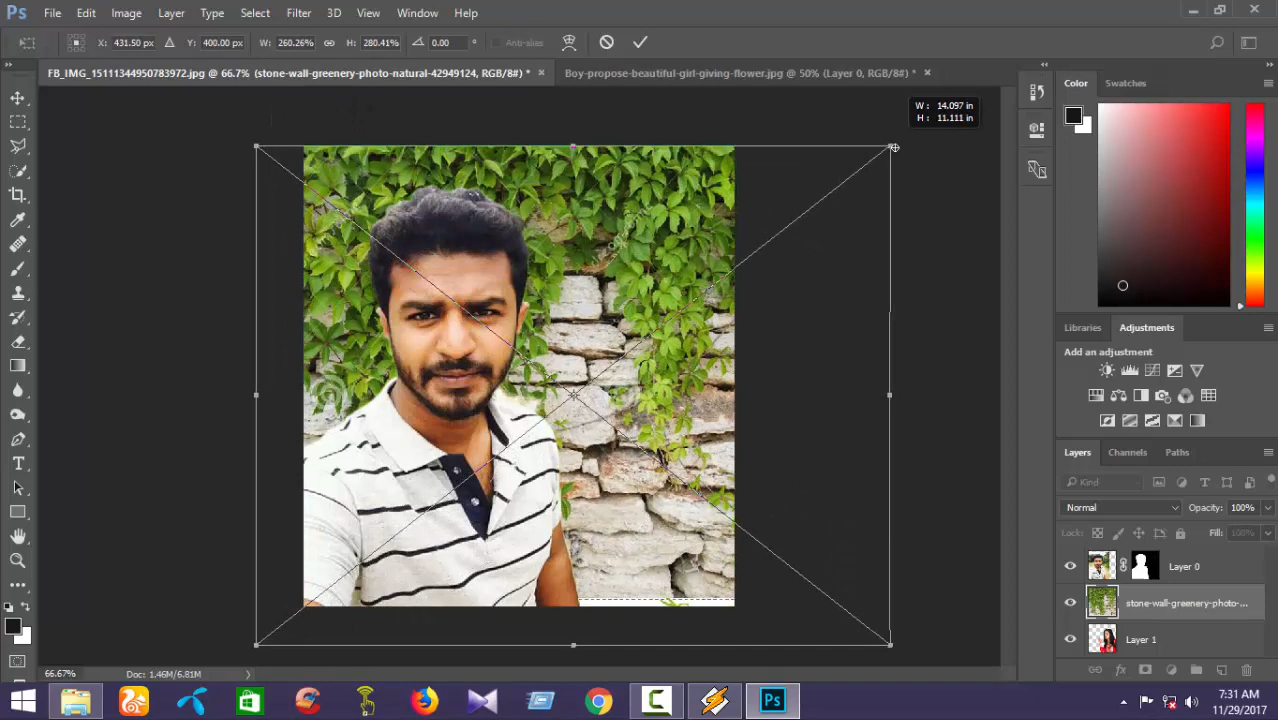 Ps File Edit Image Layer Type Select Filter 3D View Window Help
X: 431.50 px Y: 400.00 px W: 260.26% H: 280.41% 0.00 Anti-alias
FB_IMG_15111344950783972.jpg @ 66.7% (stone-wall-greenery-photo-natural-42949124, RGB/8#) * × Boy-propose-beautiful-girl-giving-flower.jpg @ 50% (Layer 0, RGB/8#) * ×
Color Swatches
W: 14.097 in
H: 11.111 in
Libraries Adjustments
Add an adjustment
Layers Channels Paths
Kind
Normal Opacity: 100%
Lock: Fill: 100%
Layer 0
stone-wall-greenery-photo-...
Layer 1
66.67% Doc: 1.46M/6.81M
7:31 AM
11/29/2017
Ps